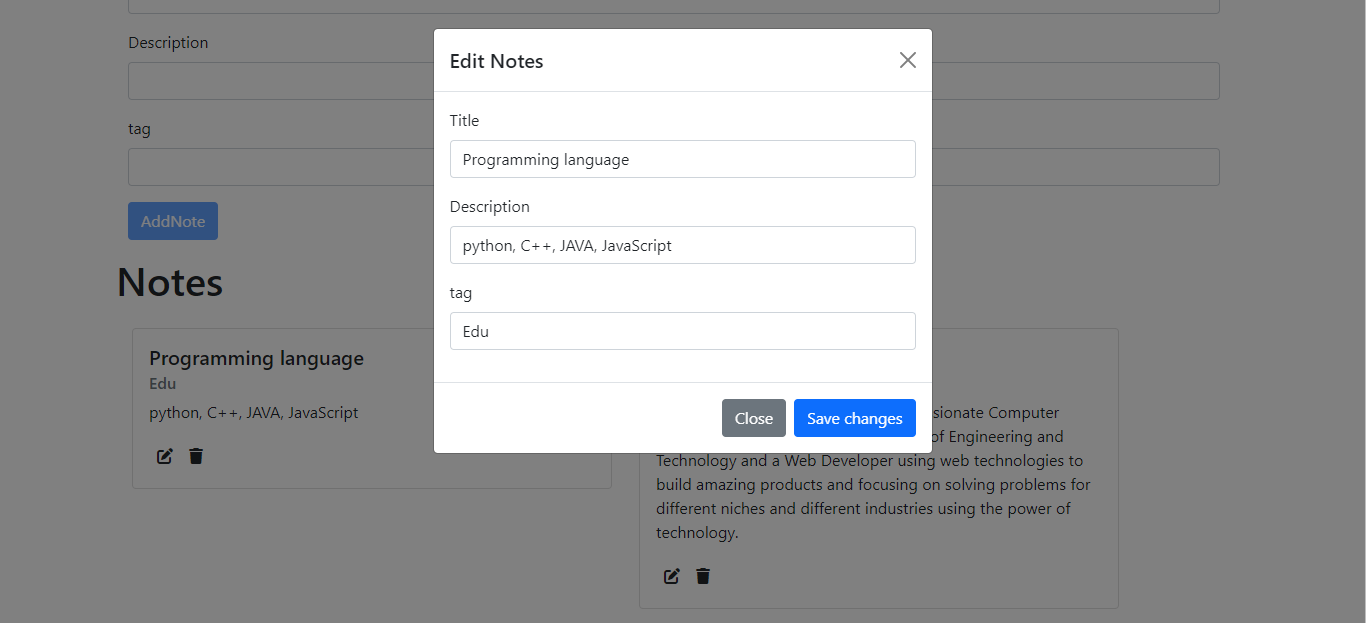 Description
tag
AddNote
Notes
Programming language
Edu
python, C++, JAVA, JavaScript
Edit Notes
Title
Programming language
Description
python, C++, JAVA, JavaScript
tag
Edu
Close
Save changes
sionate Computer
of Engineering and
Technology and a Web Developer using web technologies to
build amazing products and focusing on solving problems for
different niches and different industries using the power of
technology.